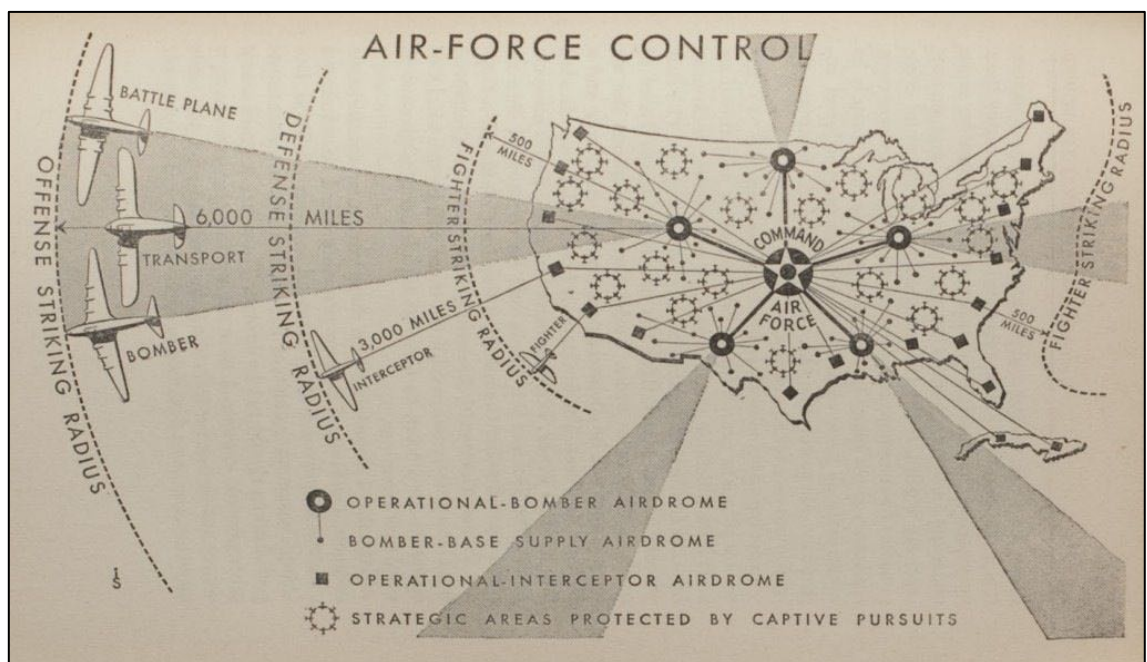 AIR-FORCE CONTROL
BATTLE PLANE
6,000 MILES
TRANSPORT
BOMBER
OFFENSE STRIKING RADIUS
DEFENSE STRIKING RADIUS
3,000 MILES
INTERCEPTOR
500
MILES
FIGHTER STRIKING RADIUS
FIGHTER
COMMAND
AIR
FORCE
500
MILES
FIGHTER STRIKING RADIUS
OPERATIONAL-BOMBER AIRDROME
BOMBER-BASE SUPPLY AIRDROME
OPERATIONAL-INTERCEPTOR AIRDROME
STRATEGIC AREAS PROTECTED BY CAPTIVE PURSUITS